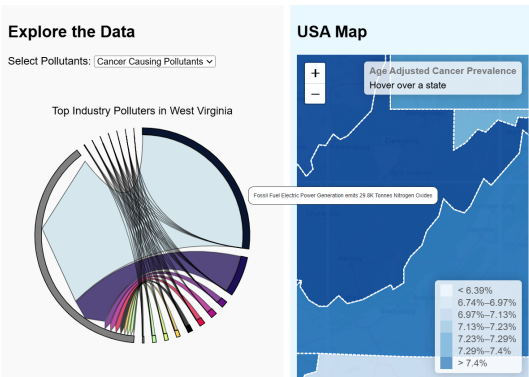 Explore the Data
Select Pollutants: Cancer Causing Pollutants
Top Industry Polluters in West Virginia
Fossil Fuel Electric Power Generation emits 29.8K Tonnes Nitrogen Oxides
USA Map
+
−
Age Adjusted Cancer Prevalence
Hover over a state
< 6.39%
6.74%–6.97%
6.97%–7.13%
7.13%–7.23%
7.23%–7.29%
7.29%–7.4%
> 7.4%